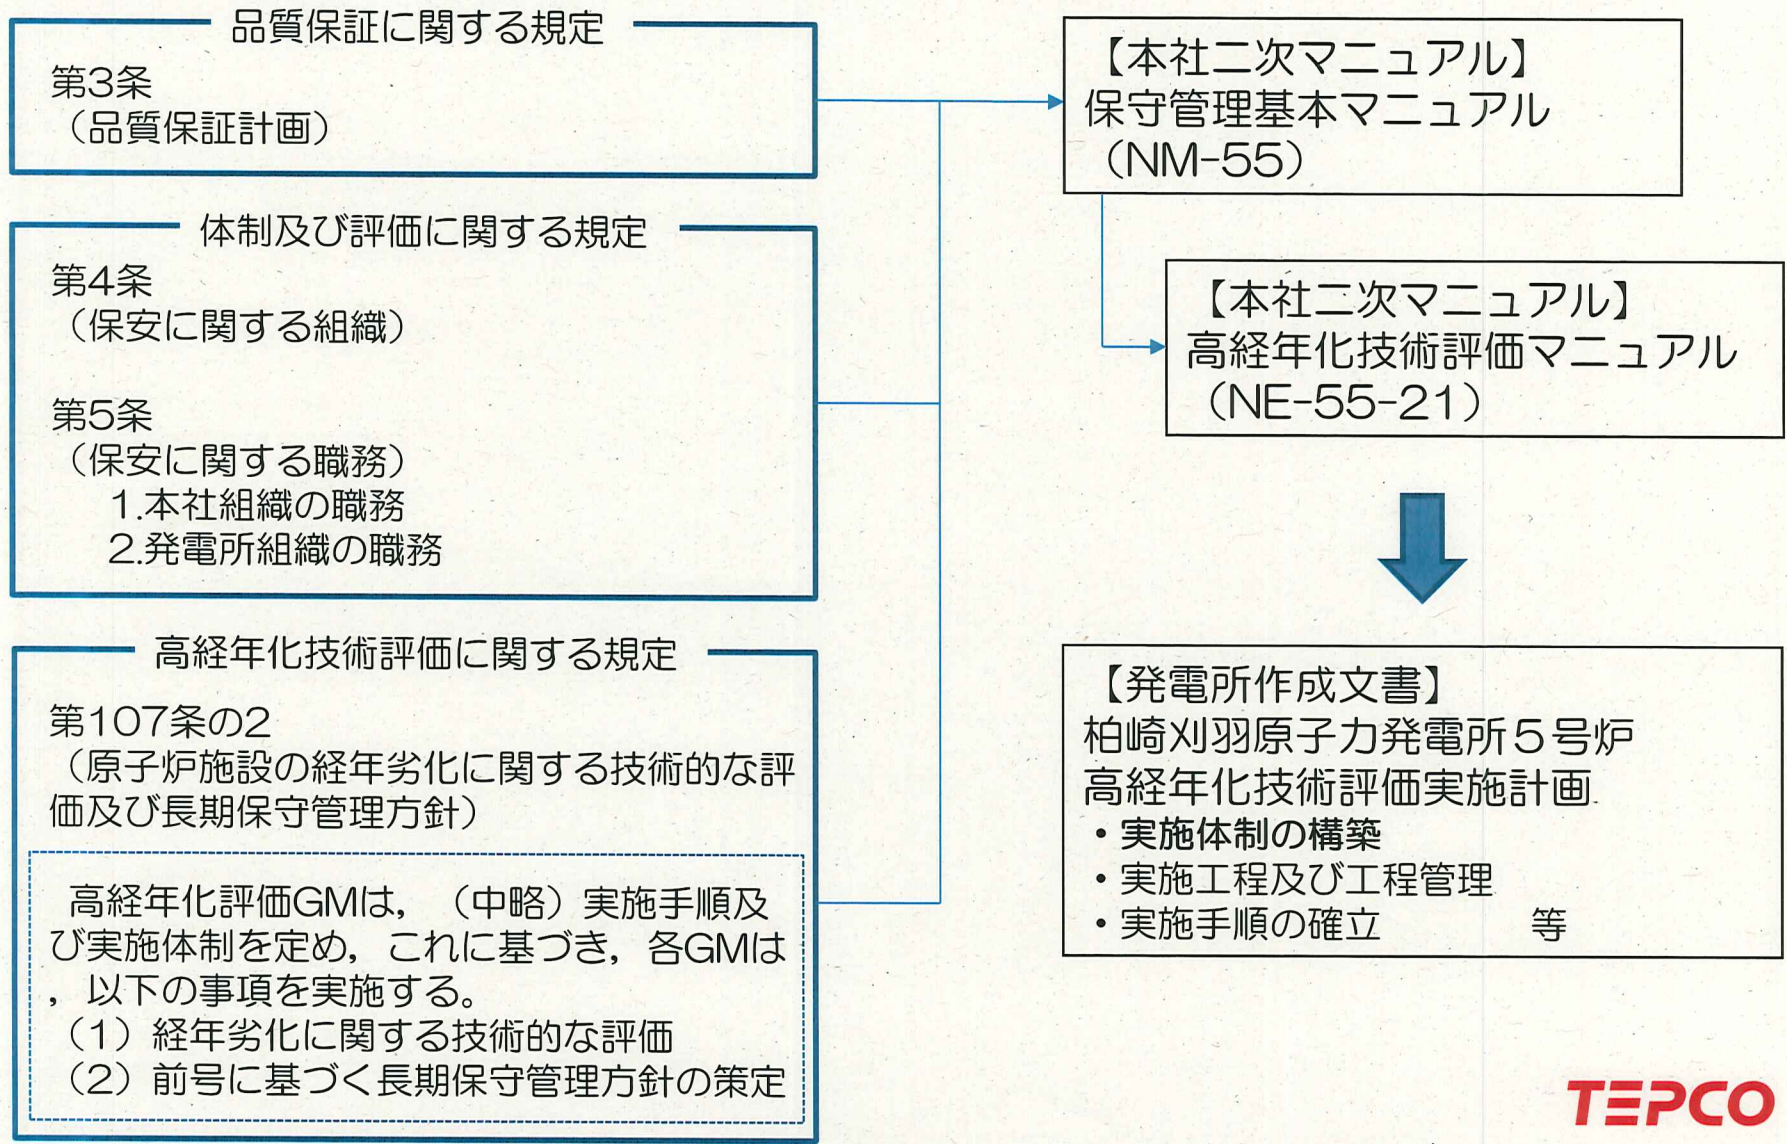 品質保証に関する規定
第3条
（品質保証計画）
体制及び評価に関する規定
第4条
（保安に関する組織）
第5条
（保安に関する職務）
1.本社組織の職務
2.発電所組織の職務
高経年化技術評価に関する規定
第107条の2
（原子炉施設の経年劣化に関する技術的な評
価及び長期保守管理方針）
高経年化評価GMは，（中略）実施手順及
び実施体制を定め，これに基づき，各GMは
，以下の事項を実施する。
（1）経年劣化に関する技術的な評価
（2）前号に基づく長期保守管理方針の策定
【本社二次マニュアル】
保守管理基本マニュアル
（NM-55）
【本社二次マニュアル】
高経年化技術評価マニュアル
（NE-55-21）
【発電所作成文書】
柏崎刈羽原子力発電所５号炉
高経年化技術評価実施計画
・実施体制の構築
・実施工程及び工程管理
・実施手順の確立　　　　等
TEPCO